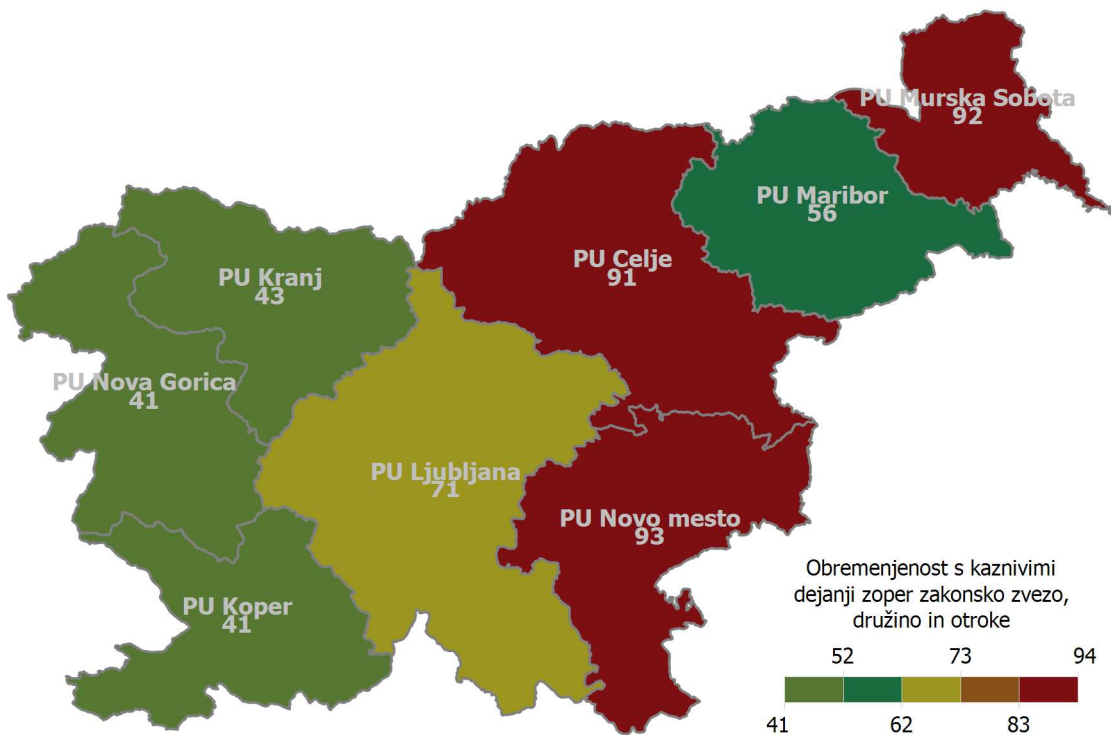 PU Murska Sobota
92
PU Maribor
56
PU Celje
91
PU Kranj
43
PU Nova Gorica
41
PU Ljubljana
71
PU Novo mesto
93
PU Koper
41
Obremenjenost s kaznivimi
dejanji zoper zakonsko zvezo,
družino in otroke
52 73 94
41 62 83